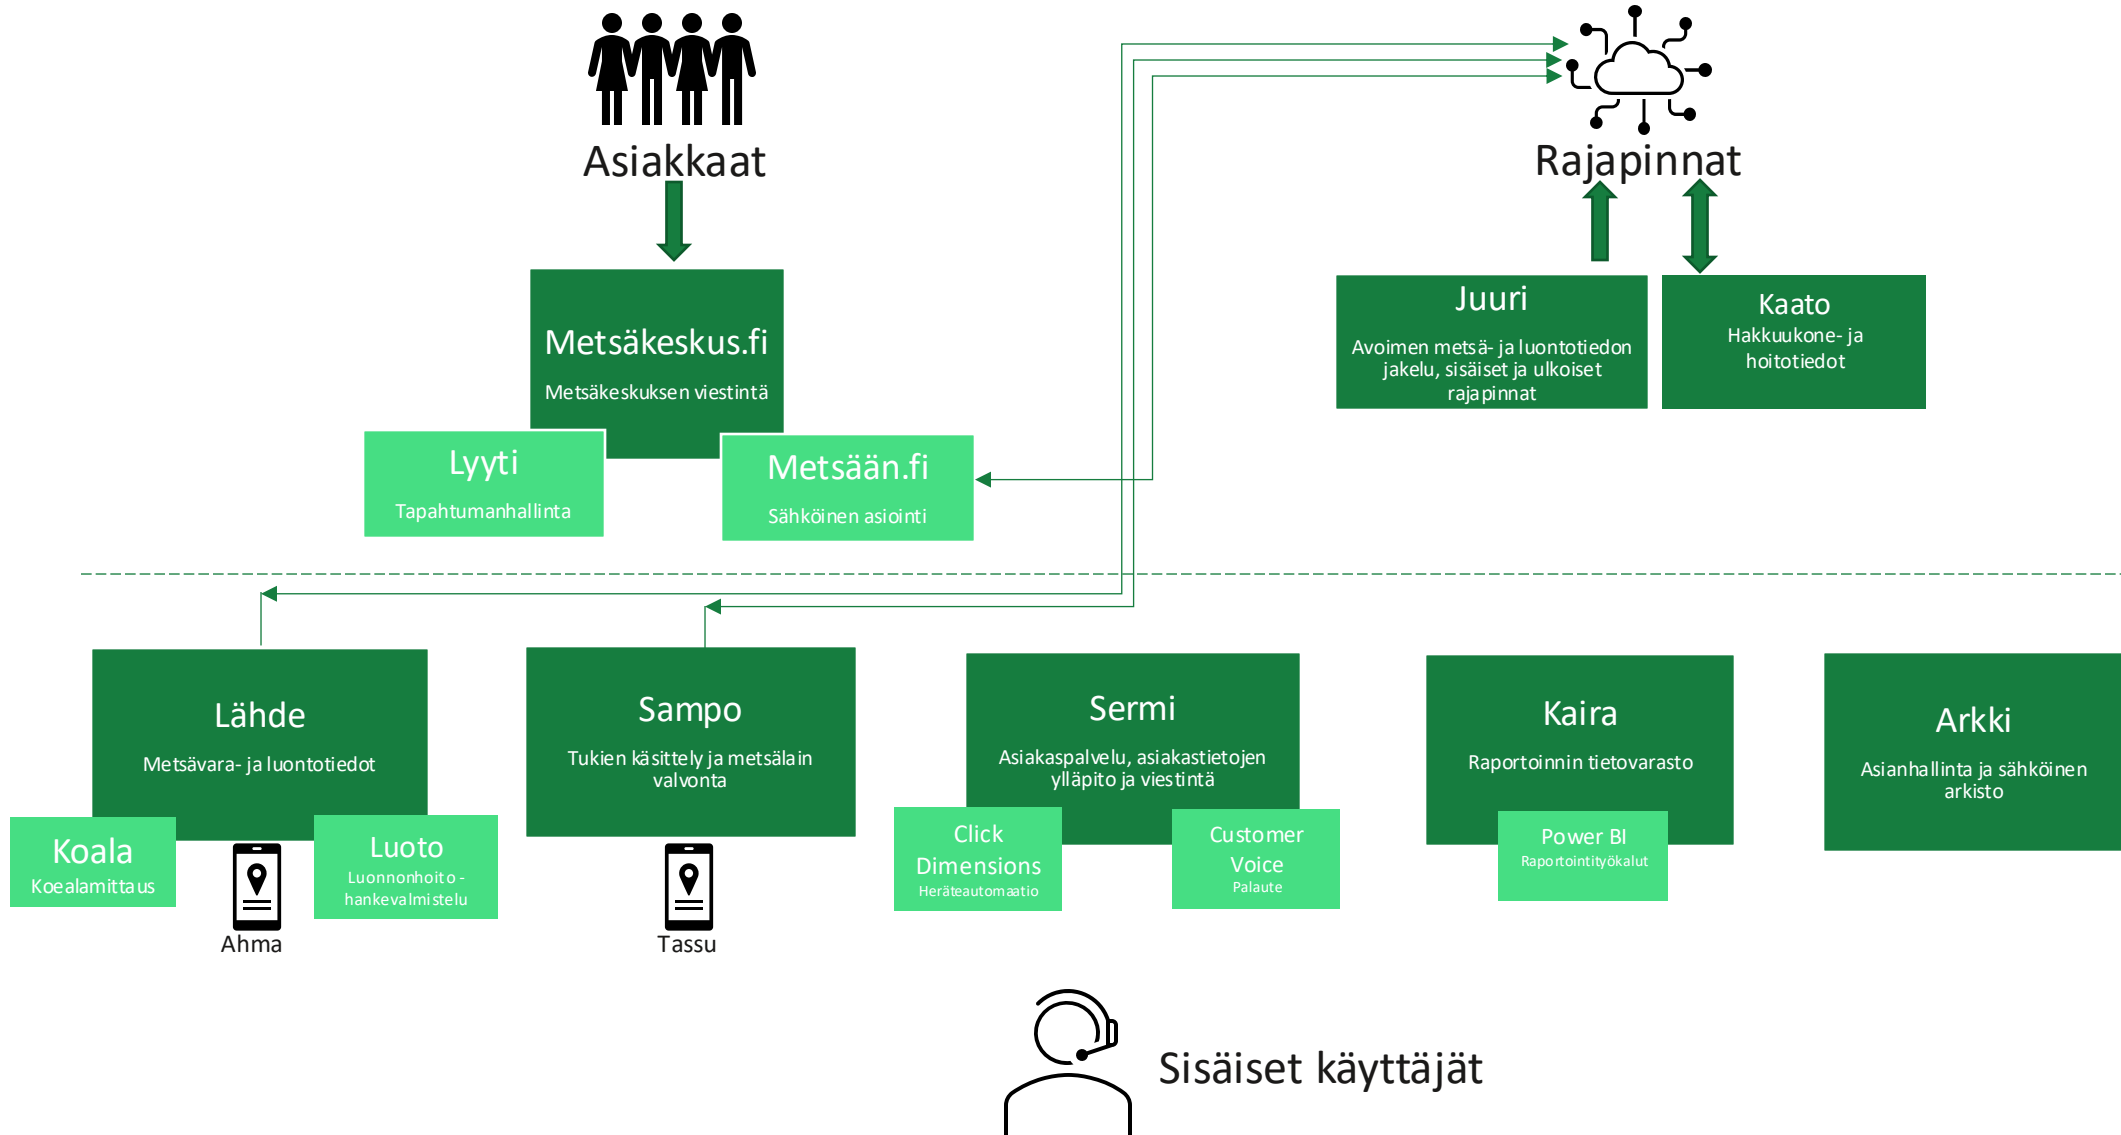 Asiakkaat
Rajapinnat
Metsäkeskus.fi
Metsäkeskuksen viestintä
Lyyti
Tapahtumanhallinta
Metsään.fi
Sähköinen asiointi
Juuri
Avoimen metsä- ja luontotiedon
jakelu, sisäiset ja ulkoiset
rajapinnat
Kaato
Hakkuukone- ja
hoitotiedot
Lähde
Metsävara- ja luontotiedot
Koala
Koealamittaus
Luoto
Luonnonhoito -
hankevalmistelu
Ahma
Sampo
Tukien käsittely ja metsälain
valvonta
Tassu
Sermi
Asiakaspalvelu, asiakastietojen
ylläpito ja viestintä
Click
Dimensions
Heräteautomaatio
Customer
Voice
Palaute
Kaira
Raportoinnin tietovarasto
Power BI
Raportointityökalut
Arkki
Asianhallinta ja sähköinen
arkisto
Sisäiset käyttäjät